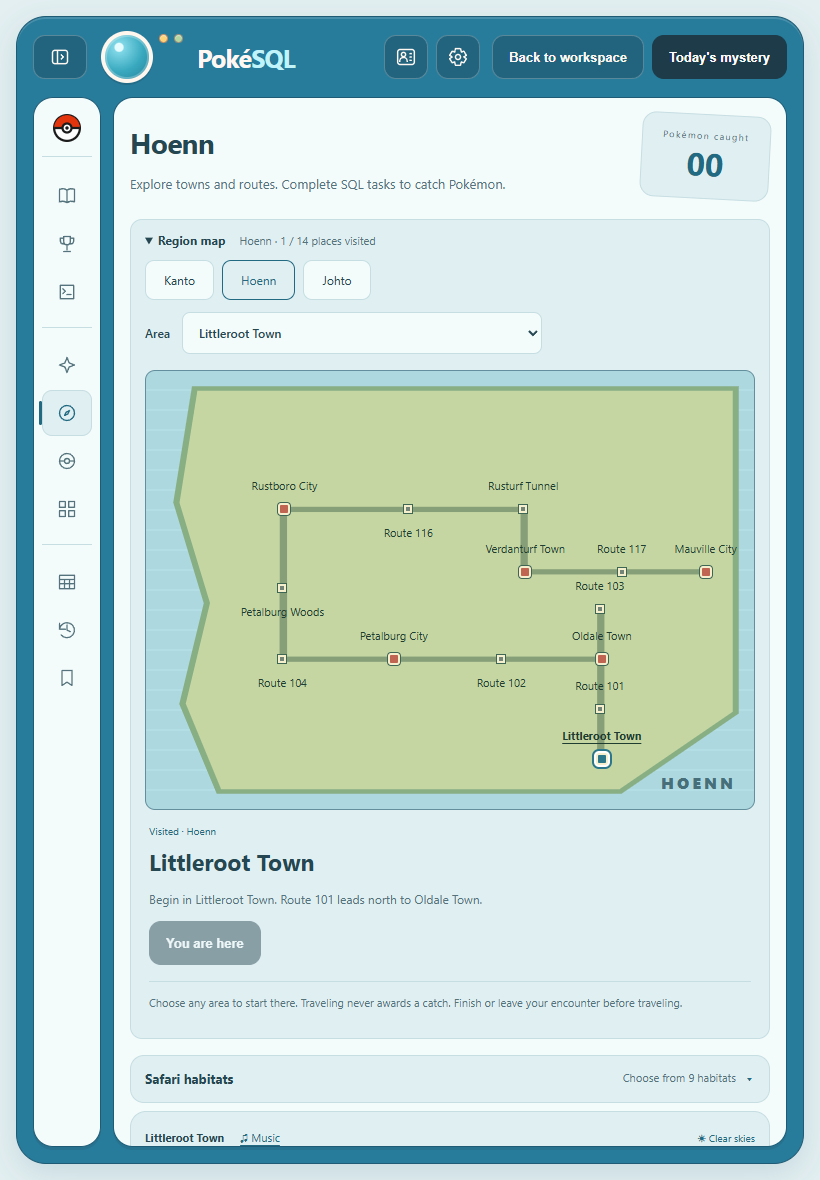 PokéSQL
Back to workspace
Today's mystery
Hoenn
Explore towns and routes. Complete SQL tasks to catch Pokémon.
Pokémon caught
00
▼ Region map Hoenn · 1 / 14 places visited
Kanto
Hoenn
Johto
Area
Littleroot Town
Rustboro City
Rusturf Tunnel
Route 116
Verdanturf Town
Route 117
Mauville City
Route 103
Petalburg Woods
Petalburg City
Oldale Town
Route 104
Route 102
Route 101
Littleroot Town
HOENN
Visited · Hoenn
Littleroot Town
Begin in Littleroot Town. Route 101 leads north to Oldale Town.
You are here
Choose any area to start there. Traveling never awards a catch. Finish or leave your encounter before traveling.
Safari habitats
Choose from 9 habitats
Littleroot Town
♫ Music
☀ Clear skies